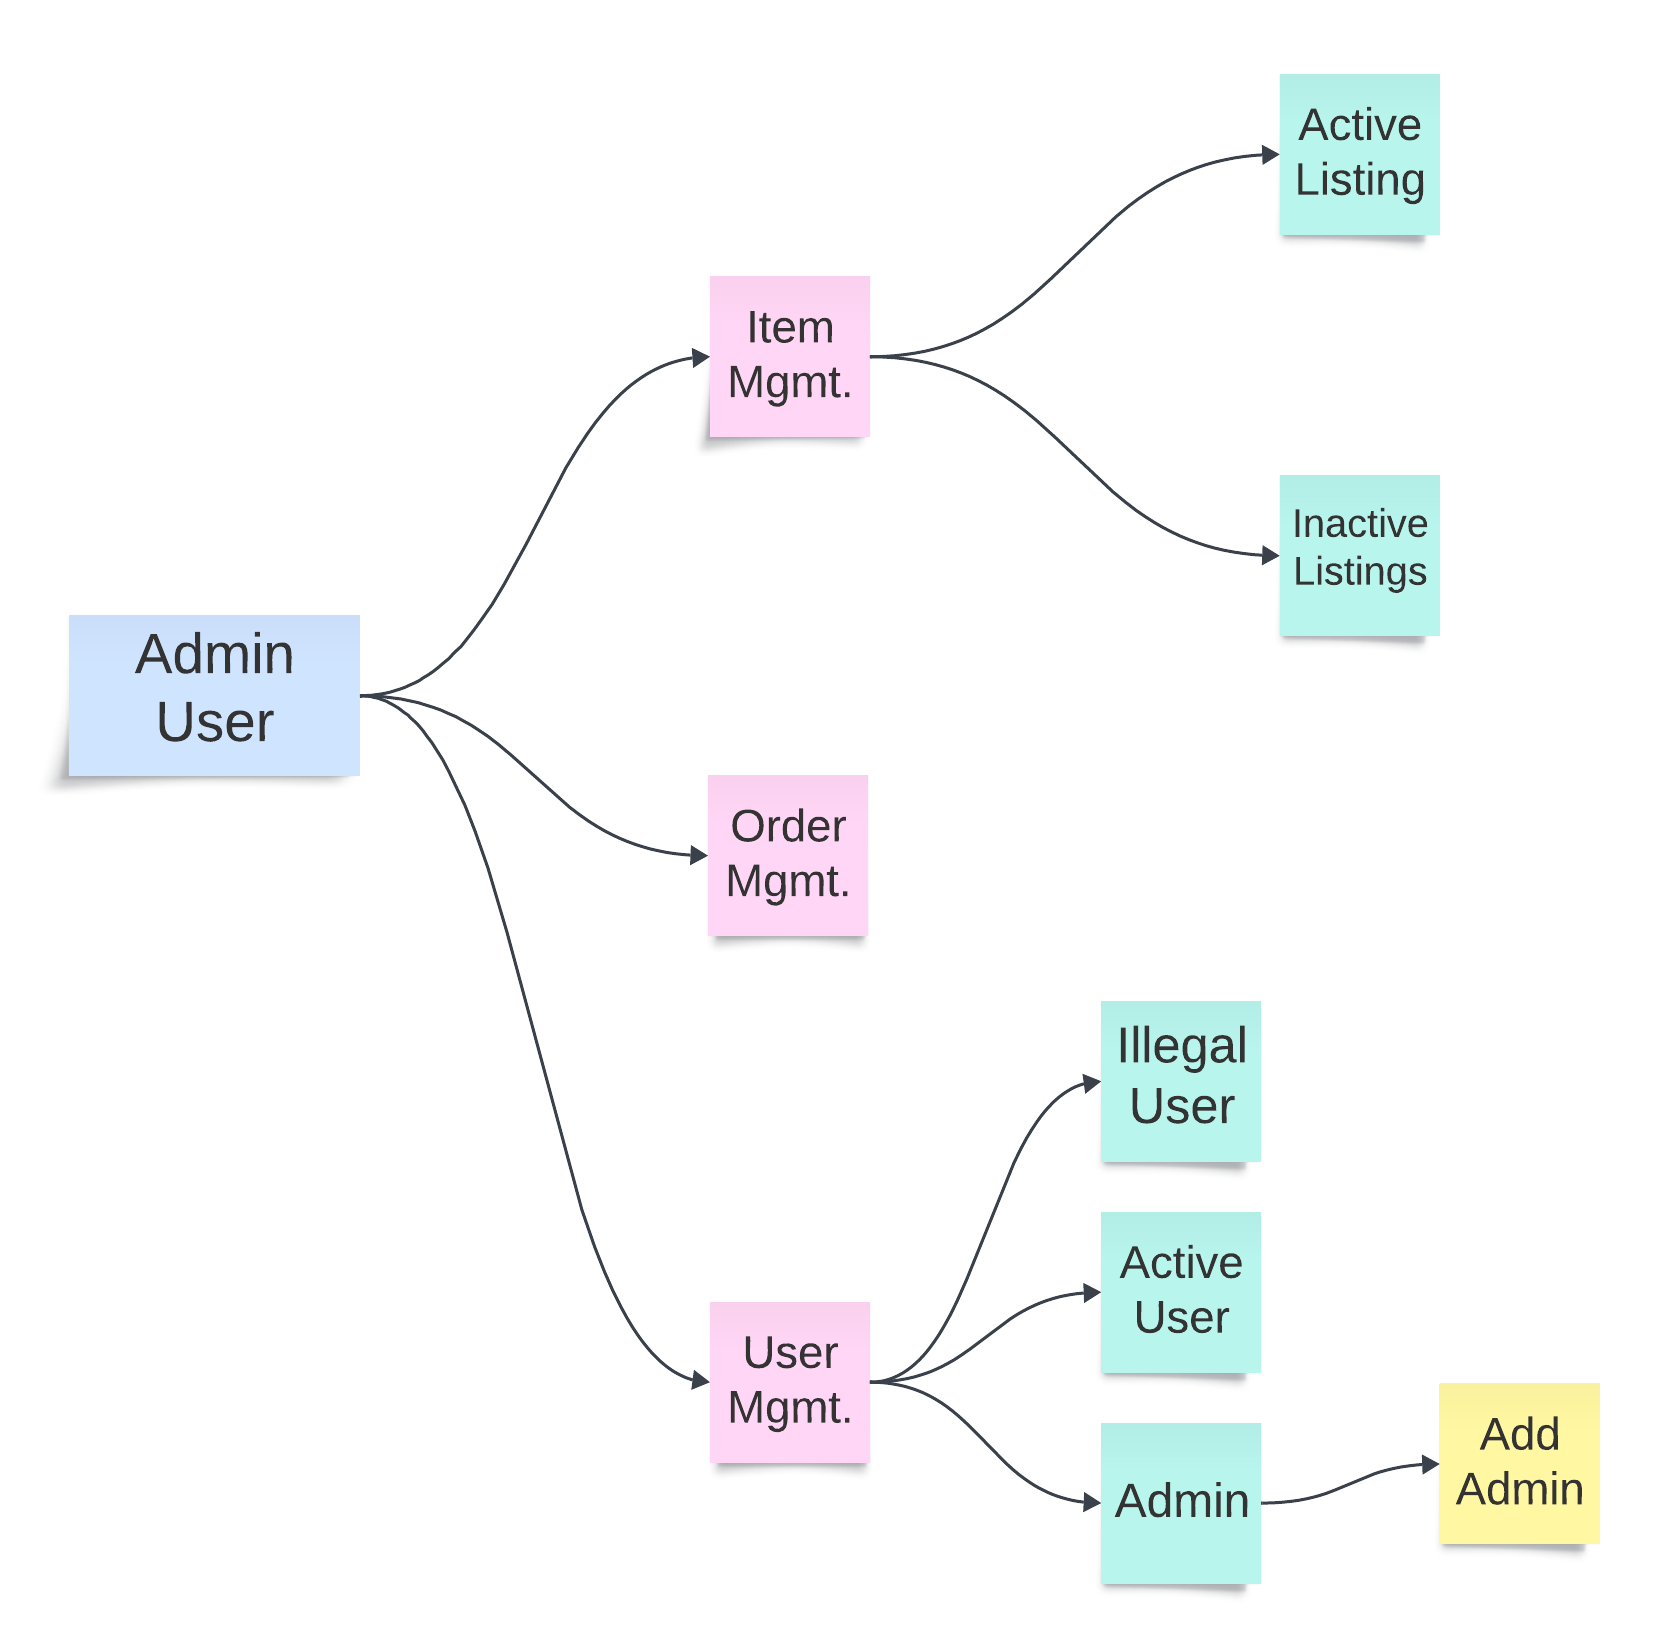 Active
Listing
Item
Mgmt.
Inactive
Listings
Admin
User
Order
Mgmt.
Illegal
User
Active
User
User
Mgmt.
Admin
Add
Admin